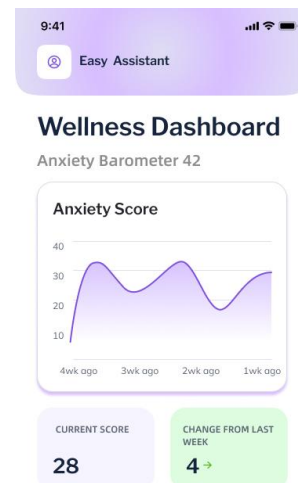 9:41
Easy Assistant
Wellness Dashboard
Anxiety Barometer 42
Anxiety Score
40
30
20
10
4wk ago 3wk ago 2wk ago 1wk ago
CURRENT SCORE
28
CHANGE FROM LAST
WEEK
4 →